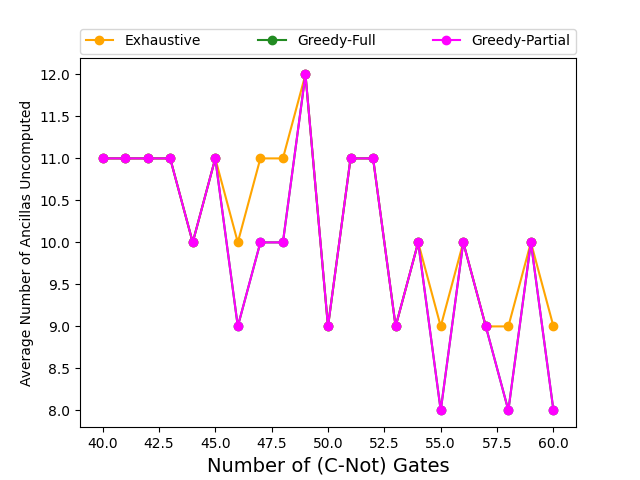 Exhaustive Greedy-Full Greedy-Partial
12.0
11.5
11.0
10.5
10.0
9.5
9.0
8.5
8.0
Average Number of Ancillas Uncomputed
40.0 42.5 45.0 47.5 50.0 52.5 55.0 57.5 60.0
Number of (C-Not) Gates